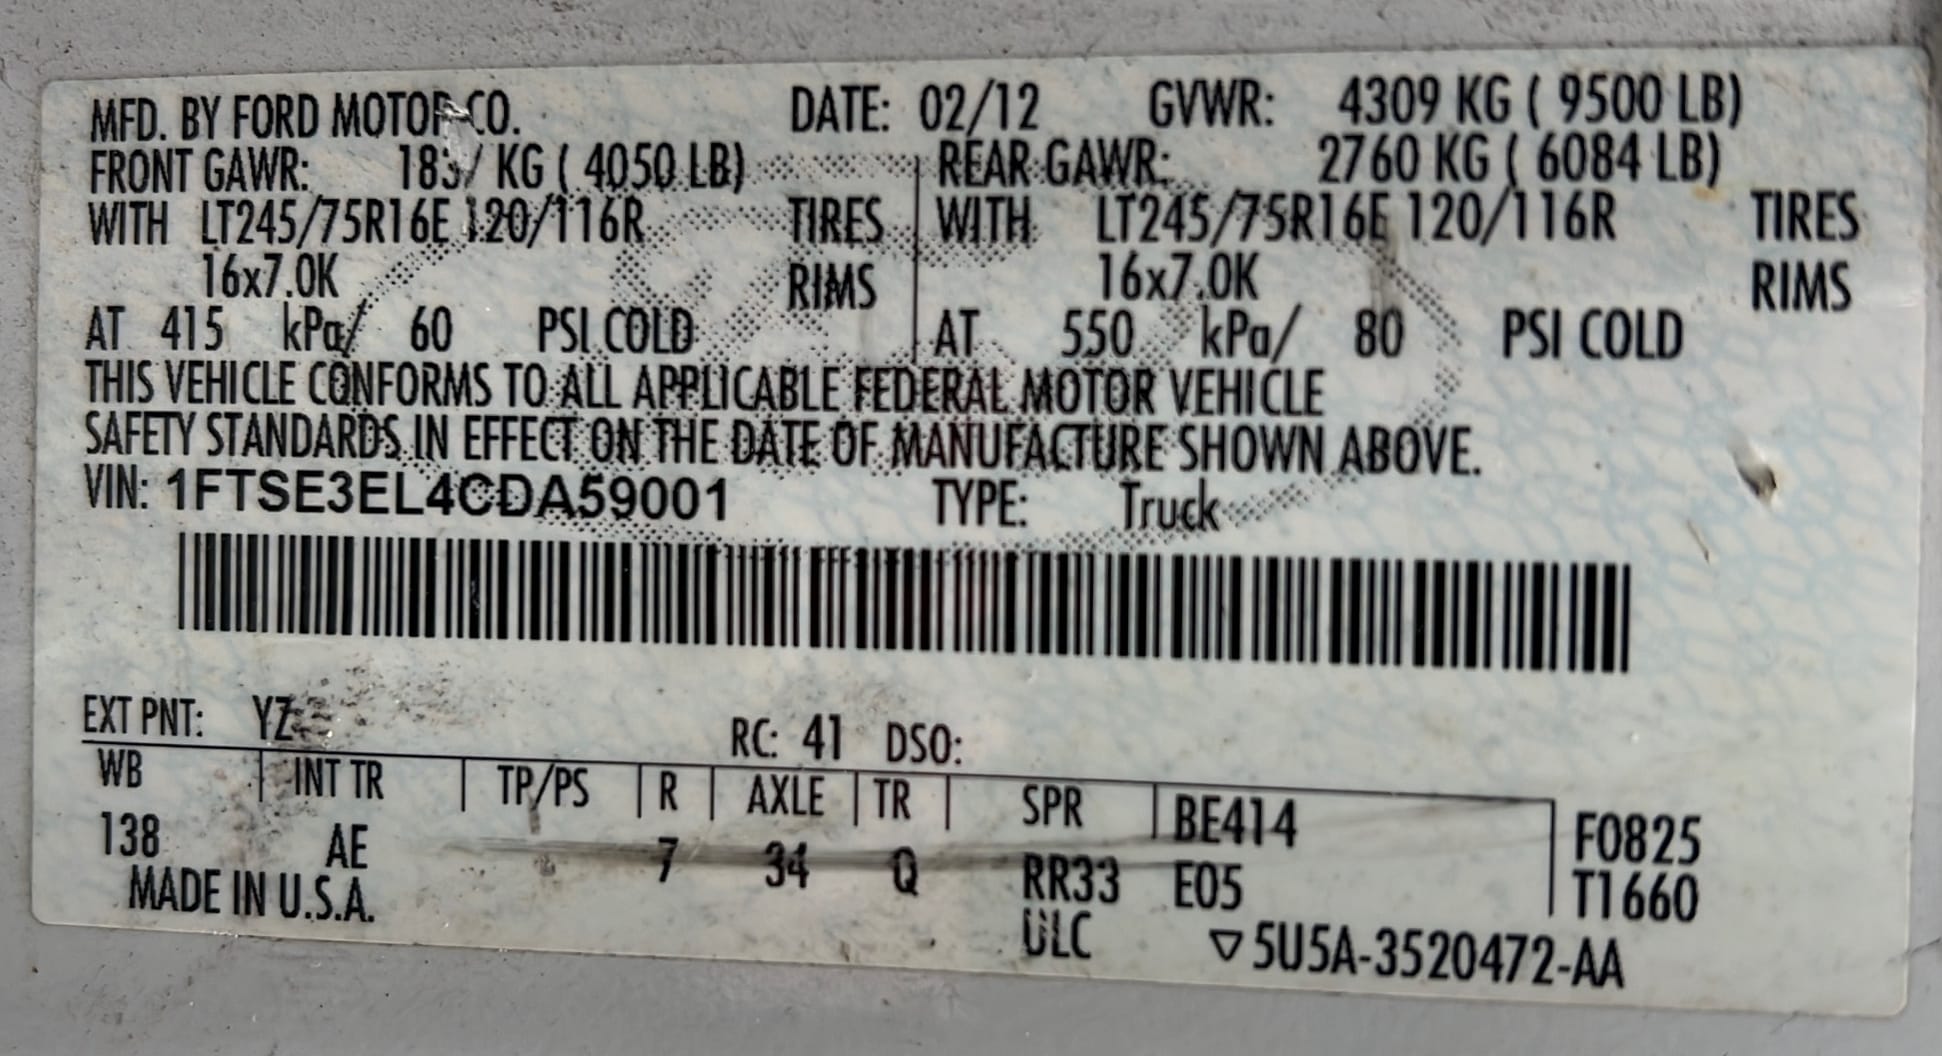 MFD. BY FORD MOTOR CO. DATE: 02/12 GVWR: 4309 KG ( 9500 LB)
FRONT GAWR: 1837 KG ( 4050 LB) REAR GAWR: 2760 KG ( 6084 LB)
WITH LT245/75R16E 120/116R TIRES WITH LT245/75R16E 120/116R TIRES
16x7.0K RIMS 16x7.0K RIMS
AT 415 kPa/ 60 PSI COLD AT 550 kPa/ 80 PSI COLD
THIS VEHICLE CONFORMS TO ALL APPLICABLE FEDERAL MOTOR VEHICLE
SAFETY STANDARDS IN EFFECT ON THE DATE OF MANUFACTURE SHOWN ABOVE.
VIN: 1FTSE3EL4CDA59001 TYPE: Truck
EXT PNT: YZ RC: 41 DSO:
WB INT TR TP/PS R AXLE TR SPR BE414 F0825
138 AE 7 34 Q RR33 E05 T1660
MADE IN U.S.A. ULC ▽5U5A-3520472-AA